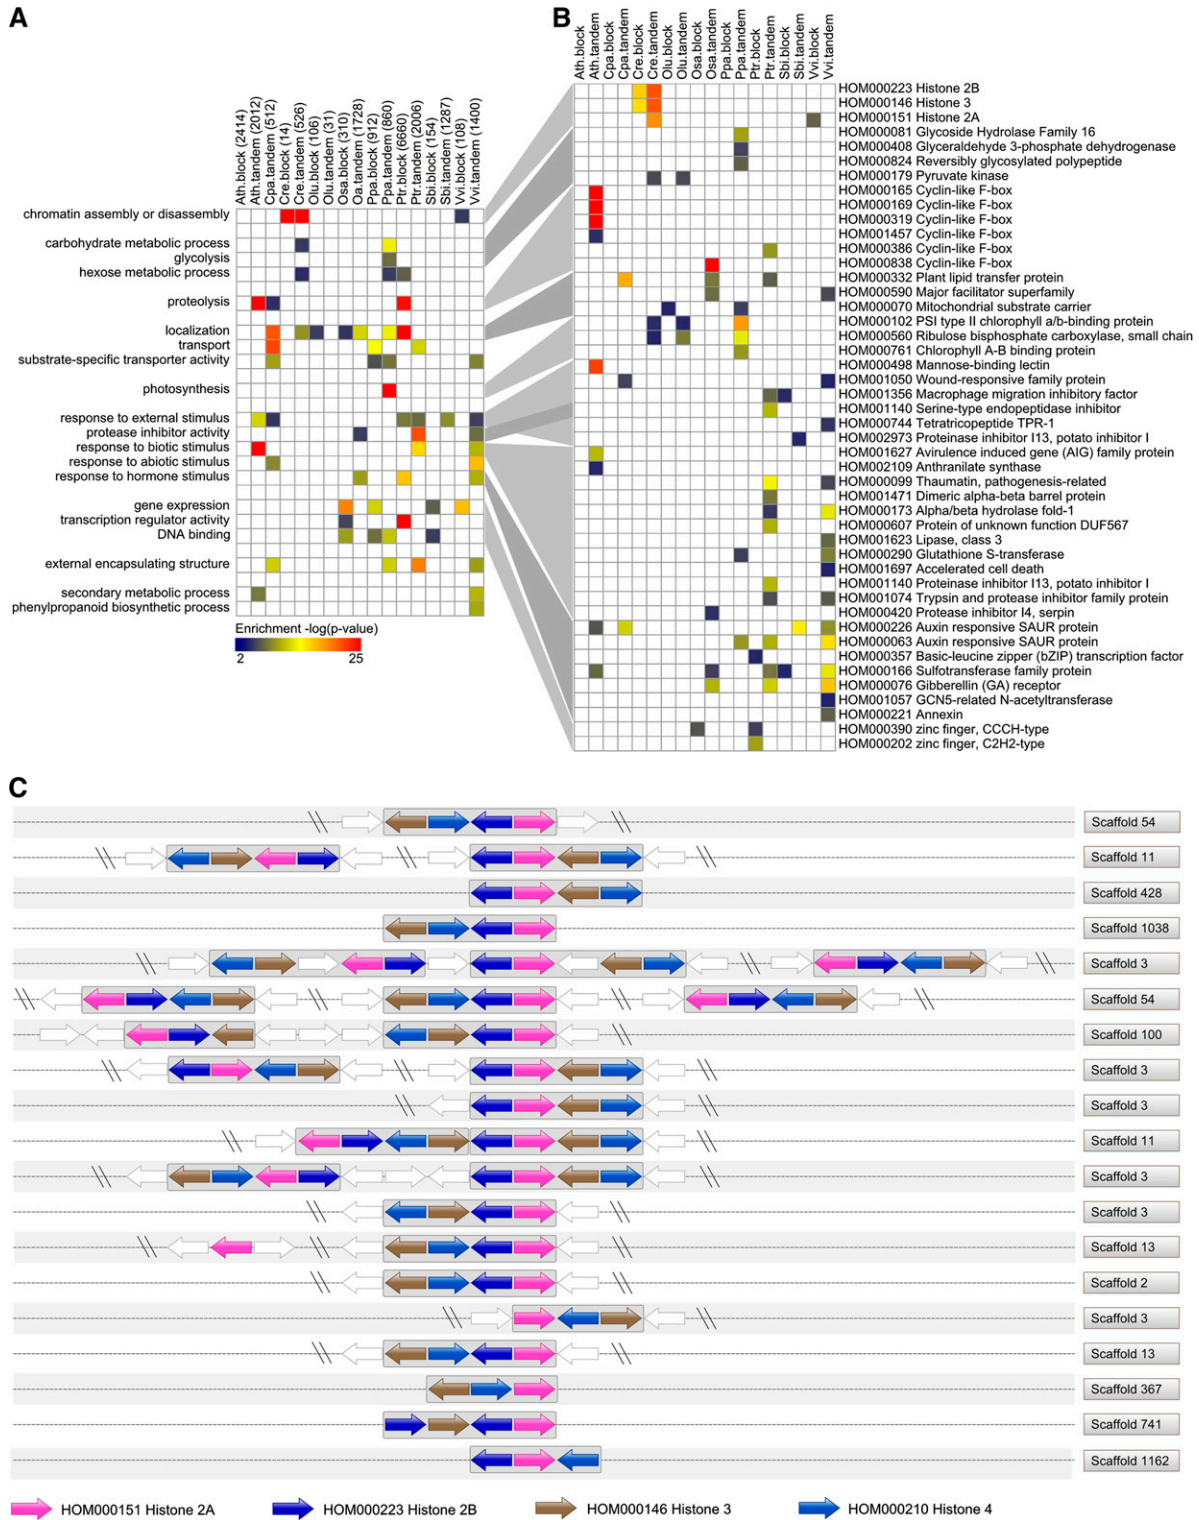 A
Ath.block (2414)
Ath.tandem (2012)
Cpa.tandem (512)
Cre.block (14)
Cre.tandem (526)
Olu.block (106)
Olu.tandem (31)
Osa.block (310)
Oa.tandem (1728)
Ppa.block (912)
Ppa.tandem (860)
Ptr.block (6660)
Ptr.tandem (2006)
Sbi.block (154)
Sbi.tandem (1287)
Vvi.block (108)
Vvi.tandem (1400)
chromatin assembly or disassembly
carbohydrate metabolic process
glycolysis
hexose metabolic process
proteolysis
localization
transport
substrate-specific transporter activity
photosynthesis
response to external stimulus
protease inhibitor activity
response to biotic stimulus
response to abiotic stimulus
response to hormone stimulus
gene expression
transcription regulator activity
DNA binding
external encapsulating structure
secondary metabolic process
phenylpropanoid biosynthetic process
Enrichment -log(p-value)
2 25
B
Ath.block
Ath.tandem
Cpa.block
Cpa.tandem
Cre.block
Cre.tandem
Olu.block
Olu.tandem
Osa.block
Osa.tandem
Ppa.block
Ppa.tandem
Ptr.block
Ptr.tandem
Sbi.block
Sbi.tandem
Vvi.block
Vvi.tandem
HOM000223 Histone 2B
HOM000146 Histone 3
HOM000151 Histone 2A
HOM000081 Glycoside Hydrolase Family 16
HOM000408 Glyceraldehyde 3-phosphate dehydrogenase
HOM000824 Reversibly glycosylated polypeptide
HOM000179 Pyruvate kinase
HOM000165 Cyclin-like F-box
HOM000169 Cyclin-like F-box
HOM000319 Cyclin-like F-box
HOM001457 Cyclin-like F-box
HOM000386 Cyclin-like F-box
HOM000838 Cyclin-like F-box
HOM000332 Plant lipid transfer protein
HOM000590 Major facilitator superfamily
HOM000070 Mitochondrial substrate carrier
HOM000102 PSI type II chlorophyll a/b-binding protein
HOM000560 Ribulose bisphosphate carboxylase, small chain
HOM000761 Chlorophyll A-B binding protein
HOM000498 Mannose-binding lectin
HOM001050 Wound-responsive family protein
HOM001356 Macrophage migration inhibitory factor
HOM001140 Serine-type endopeptidase inhibitor
HOM000744 Tetratricopeptide TPR-1
HOM002973 Proteinase inhibitor I13, potato inhibitor I
HOM001627 Avirulence induced gene (AIG) family protein
HOM002109 Anthranilate synthase
HOM000099 Thaumatin, pathogenesis-related
HOM001471 Dimeric alpha-beta barrel protein
HOM000173 Alpha/beta hydrolase fold-1
HOM000607 Protein of unknown function DUF567
HOM001623 Lipase, class 3
HOM000290 Glutathione S-transferase
HOM001697 Accelerated cell death
HOM001140 Proteinase inhibitor I13, potato inhibitor I
HOM001074 Trypsin and protease inhibitor family protein
HOM000420 Protease inhibitor I4, serpin
HOM000226 Auxin responsive SAUR protein
HOM000063 Auxin responsive SAUR protein
HOM000357 Basic-leucine zipper (bZIP) transcription factor
HOM000166 Sulfotransferase family protein
HOM000076 Gibberellin (GA) receptor
HOM001057 GCN5-related N-acetyltransferase
HOM000221 Annexin
HOM000390 zinc finger, CCCH-type
HOM000202 zinc finger, C2H2-type
C
Scaffold 54
Scaffold 11
Scaffold 428
Scaffold 1038
Scaffold 3
Scaffold 54
Scaffold 100
Scaffold 3
Scaffold 3
Scaffold 11
Scaffold 3
Scaffold 3
Scaffold 13
Scaffold 2
Scaffold 3
Scaffold 13
Scaffold 367
Scaffold 741
Scaffold 1162
HOM000151 Histone 2A
HOM000223 Histone 2B
HOM000146 Histone 3
HOM000210 Histone 4